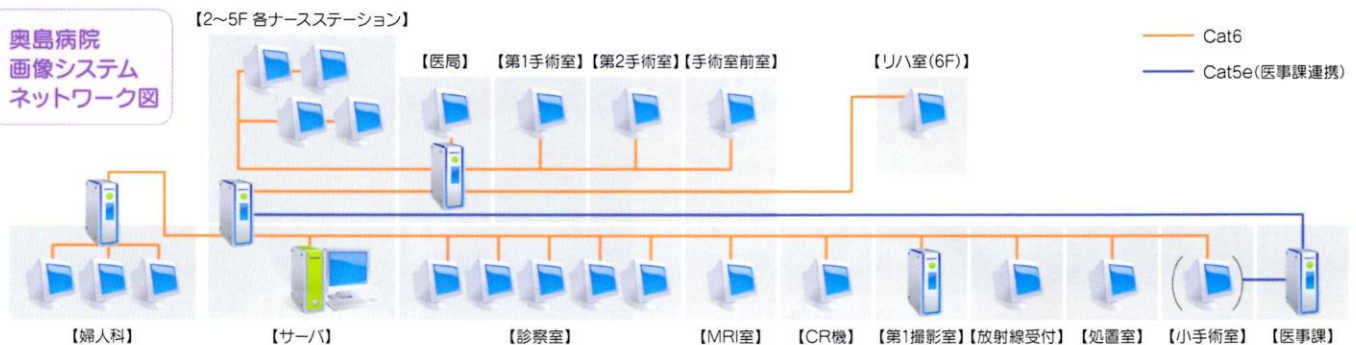 奥島病院
画像システム
ネットワーク図
【2〜5F 各ナースステーション】
【医局】
【第1手術室】
【第2手術室】
【手術室前室】
【リハ室(6F)】
Cat6
Cat5e(医事課連携)
【婦人科】
【サーバ】
【診察室】
【MRI室】
【CR機】
【第1撮影室】
【放射線受付】
【処置室】
【小手術室】
【医事課】